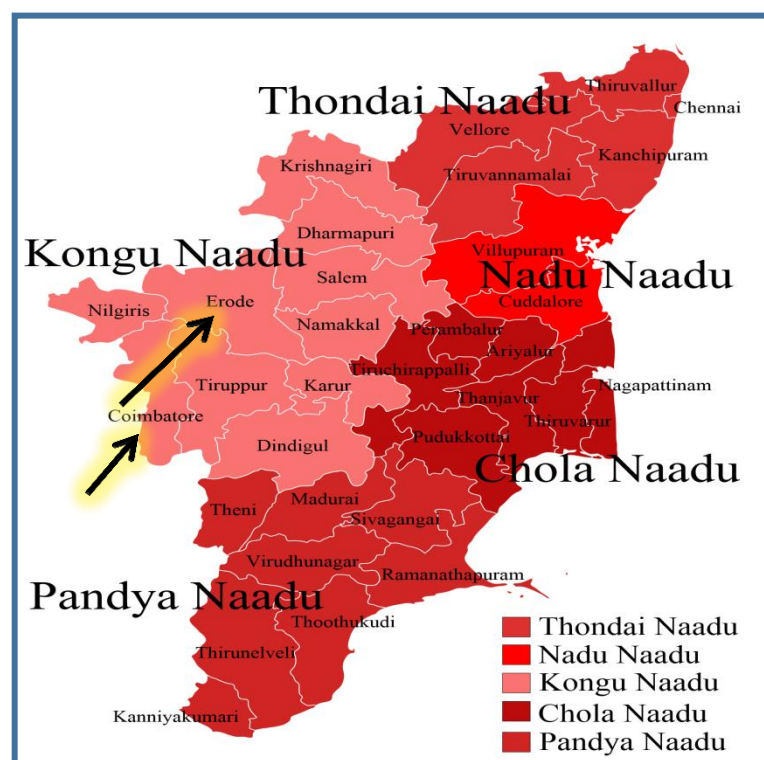 Thiruvallur
Thondai Naadu
Chennai
Vellore
Kanchipuram
Krishnagiri
Tiruvannamalai
Dharmapuri
Kongu Naadu
Villupuram
Salem
Nadu Naadu
Nilgiris
Erode
Cuddalore
Namakkal
Perambalur
Ariyalur
Tiruchirappalli
Tiruppur
Karur
Nagapattinam
Thanjavur
Coimbatore
Thiruvarur
Pudukkottai
Dindigul
Chola Naadu
Madurai
Theni
Sivagangai
Virudhunagar
Ramanathapuram
Pandya Naadu
Thoothukudi
Thirunelveli
Kanniyakumari
Thondai Naadu
Nadu Naadu
Kongu Naadu
Chola Naadu
Pandya Naadu